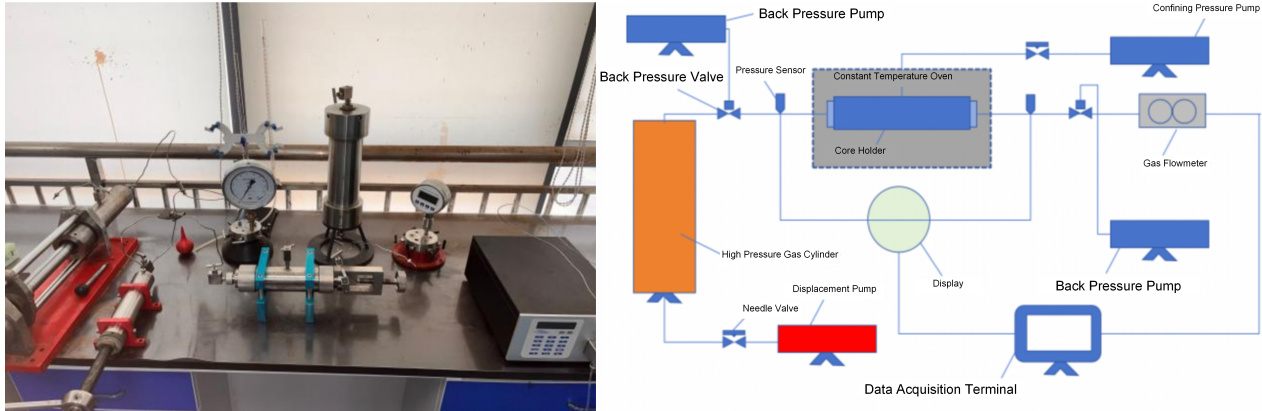 Back Pressure Pump
Confining Pressure Pump
Back Pressure Valve
Pressure Sensor
Constant Temperature Oven
Core Holder
Gas Flowmeter
High Pressure Gas Cylinder
Display
Back Pressure Pump
Displacement Pump
Needle Valve
Data Acquisition Terminal